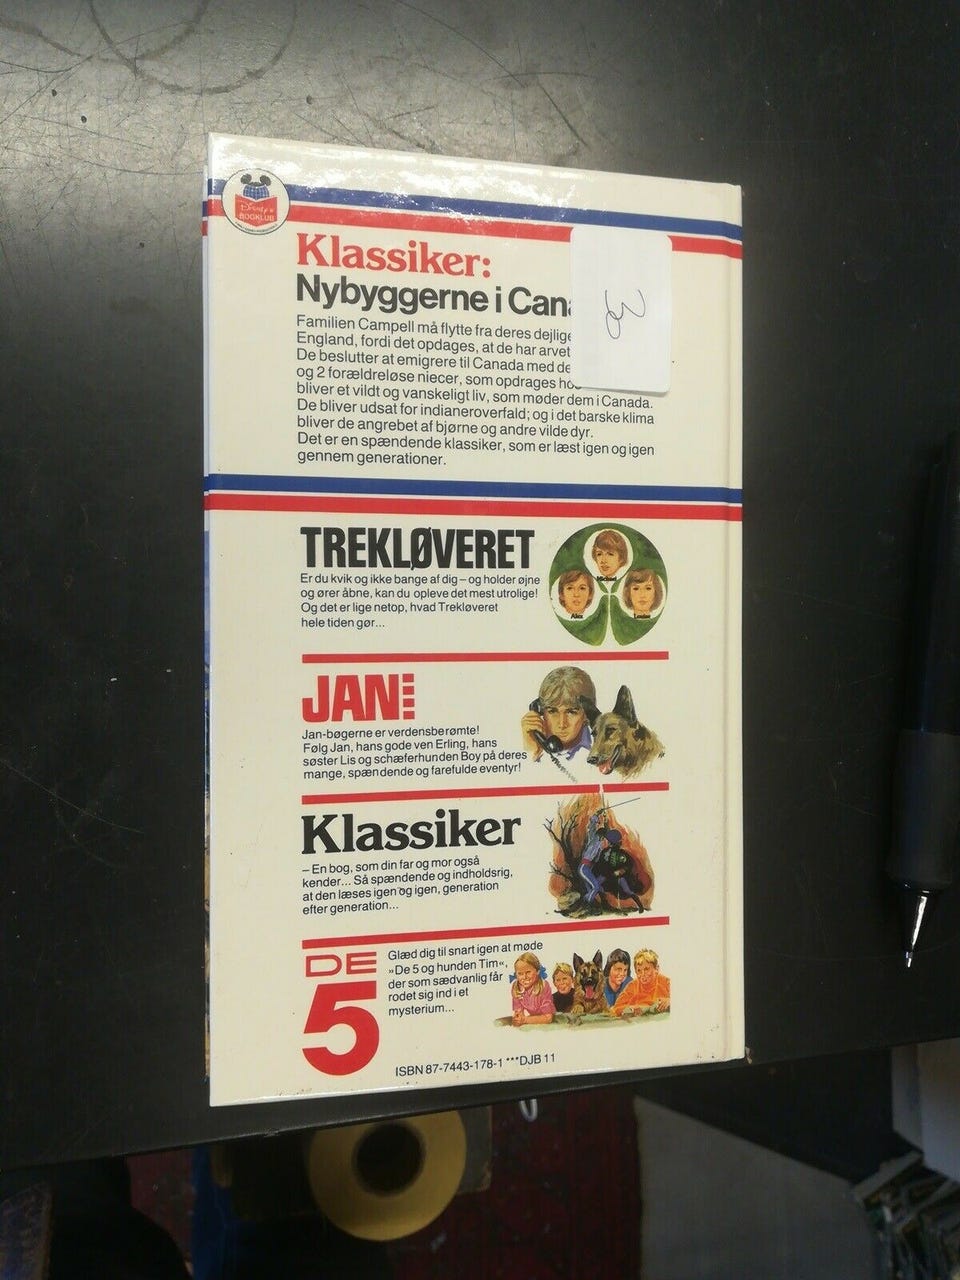 Disney's
BOGKLUB
Klassiker:
Nybyggerne i Can
Familien Campell må flytte fra deres dejlige
England, fordi det opdages, at de har arvet
De beslutter at emigrere til Canada med de
og 2 forældreløse niecer, som opdrages hos
bliver et vildt og vanskeligt liv, som møder dem i Canada.
De bliver udsat for indianeroverfald; og i det barske klima
bliver de angrebet af bjørne og andre vilde dyr.
Det er en spændende klassiker, som er læst igen og igen
gennem generationer.
TREKLØVERET
Er du kvik og ikke bange af dig – og holder øjne
og ører åbne, kan du opleve det mest utrolige!
Og det er lige netop, hvad Trekløveret
hele tiden gør...
Michael
Alex
Louise
JAN
Jan-bøgerne er verdensberømte!
Følg Jan, hans gode ven Erling, hans
søster Lis og schæferhunden Boy på deres
mange, spændende og farefulde eventyr!
Klassiker
– En bog, som din far og mor også
kender... Så spændende og indholdsrig,
at den læses igen og igen, generation
efter generation...
DE
5
Glæd dig til snart igen at møde
»De 5 og hunden Tim«,
der som sædvanlig får
rodet sig ind i et
mysterium...
ISBN 87-7443-178-1 ***DJB 11